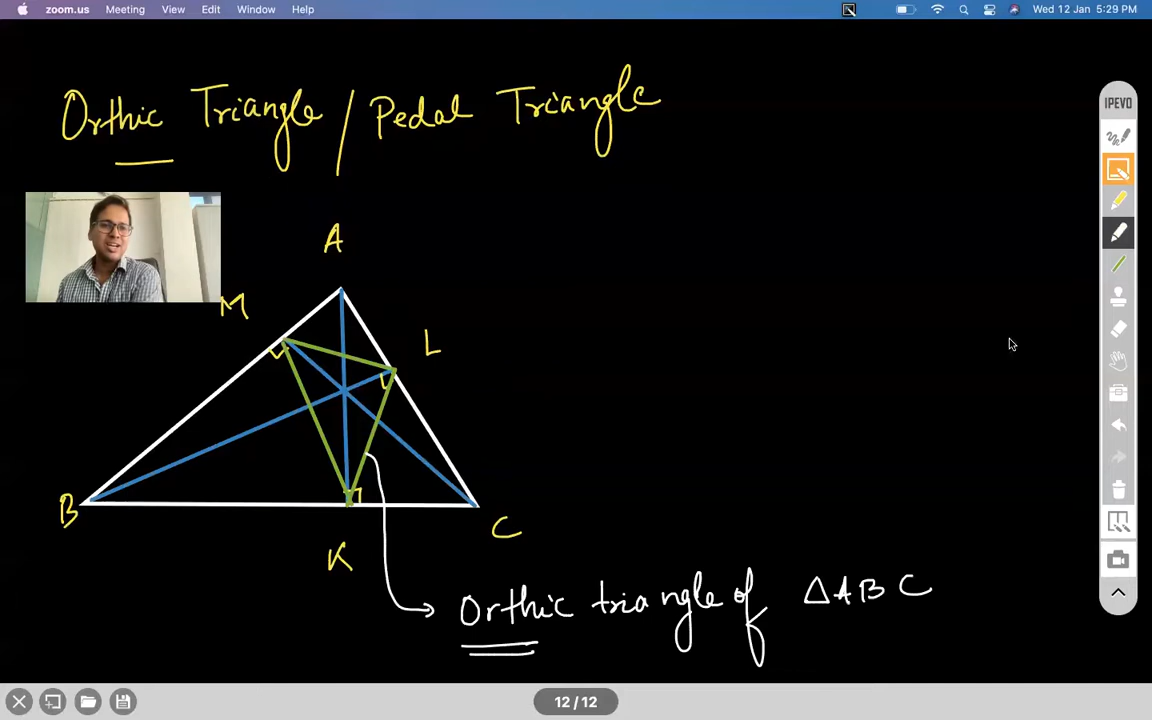 zoom.us Meeting View Edit Window Help Wed 12 Jan 5:29 PM
Orthic Triangle / Pedal Triangle
IPEVO
A
M
L
B
C
K
Orthic triangle of △ABC
12/12